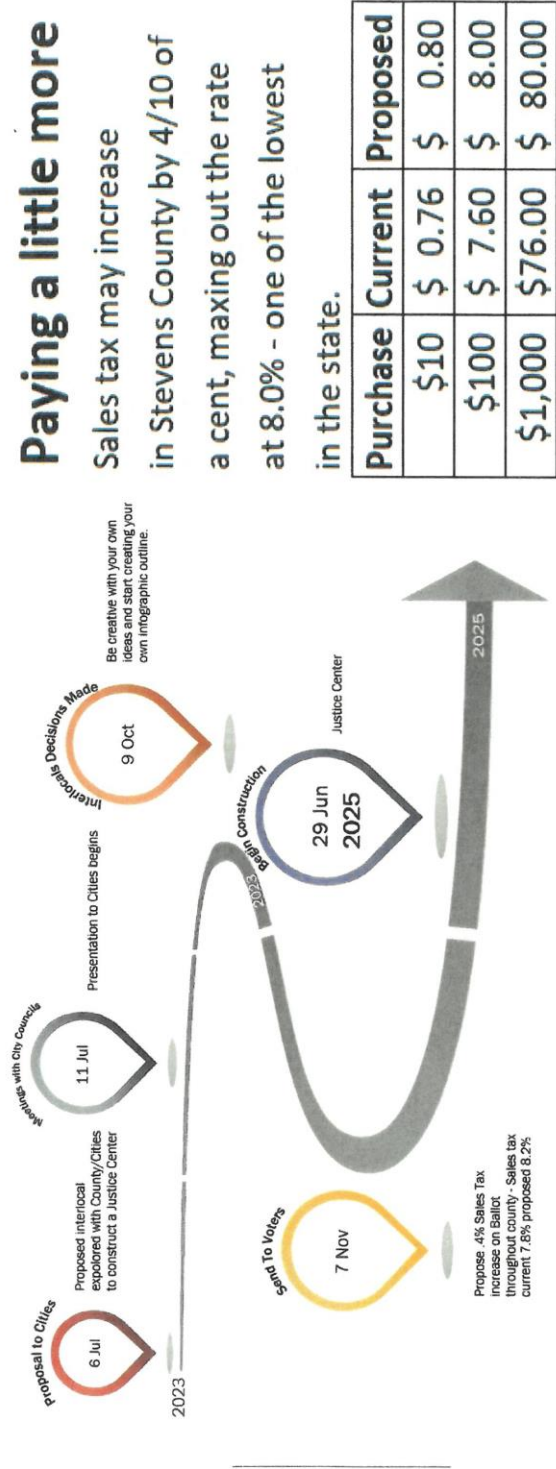 Proposal to Cities
6 Jul
Proposed interlocal
expolored with County/Cities
to construct a Justice Center
2023
Meetings with City Councils
11 Jul
Presentation to Cities begins
Interlocals Decisions Made
9 Oct
Be creative with your own
ideas and start creating your
own infographic outline.
2023
Send To Voters
7 Nov
Propose .4% Sales Tax
increase on Ballot
throughout county - Sales tax
current 7.8% proposed 8.2%
Begin Construction
29 Jun
2025
Justice Center
2025
Paying a little more
Sales tax may increase
in Stevens County by 4/10 of
a cent, maxing out the rate
at 8.0% - one of the lowest
in the state.
Purchase Current Proposed
$10 $ 0.76 $ 0.80
$100 $ 7.60 $ 8.00
$1,000 $76.00 $ 80.00